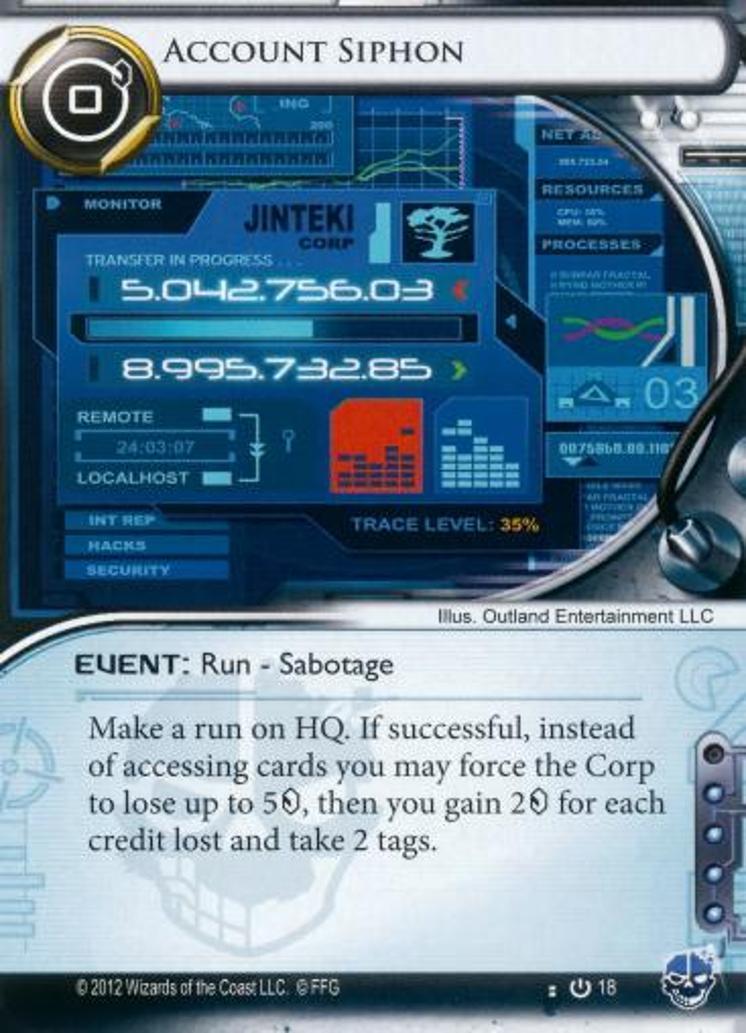 ACCOUNT SIPHON
ING
200
NET AD
RESOURCES
PROCESSES
MONITOR
JINTEKI
CORP
TRANSFER IN PROGRESS . . .
5.042.756.03
8.995.732.85
03
REMOTE
24:03:07
LOCALHOST
TRACE LEVEL: 35%
INT REP
HACKS
SECURITY
Illus. Outland Entertainment LLC
EVENT: Run - Sabotage
Make a run on HQ. If successful, instead
of accessing cards you may force the Corp
to lose up to 5, then you gain 2 for each
credit lost and take 2 tags.
© 2012 Wizards of the Coast LLC. © FFG
18